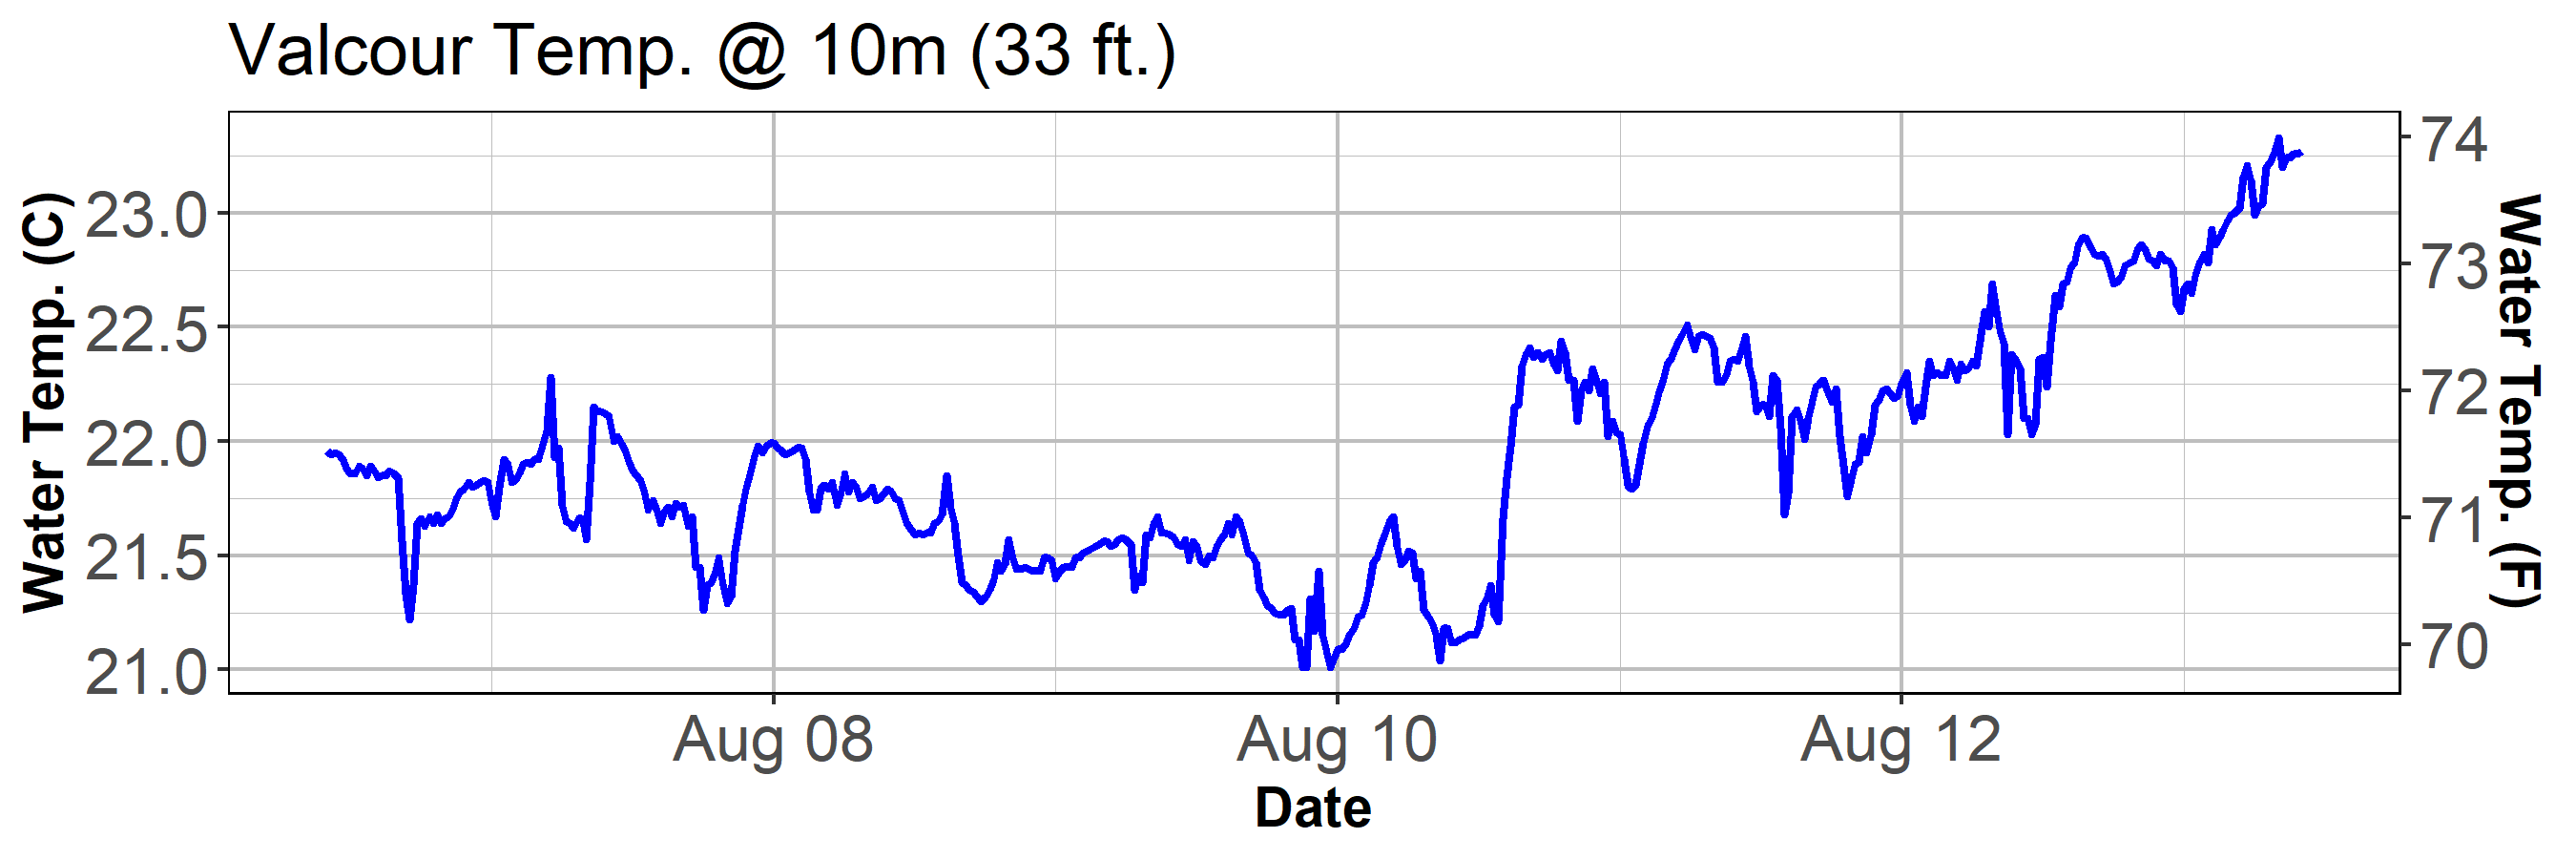 Valcour Temp. @ 10m (33 ft.)
Water Temp. (C)
23.0
22.5
22.0
21.5
21.0
74
73
72
71
70
Water Temp. (F)
Aug 08 Aug 10 Aug 12
Date